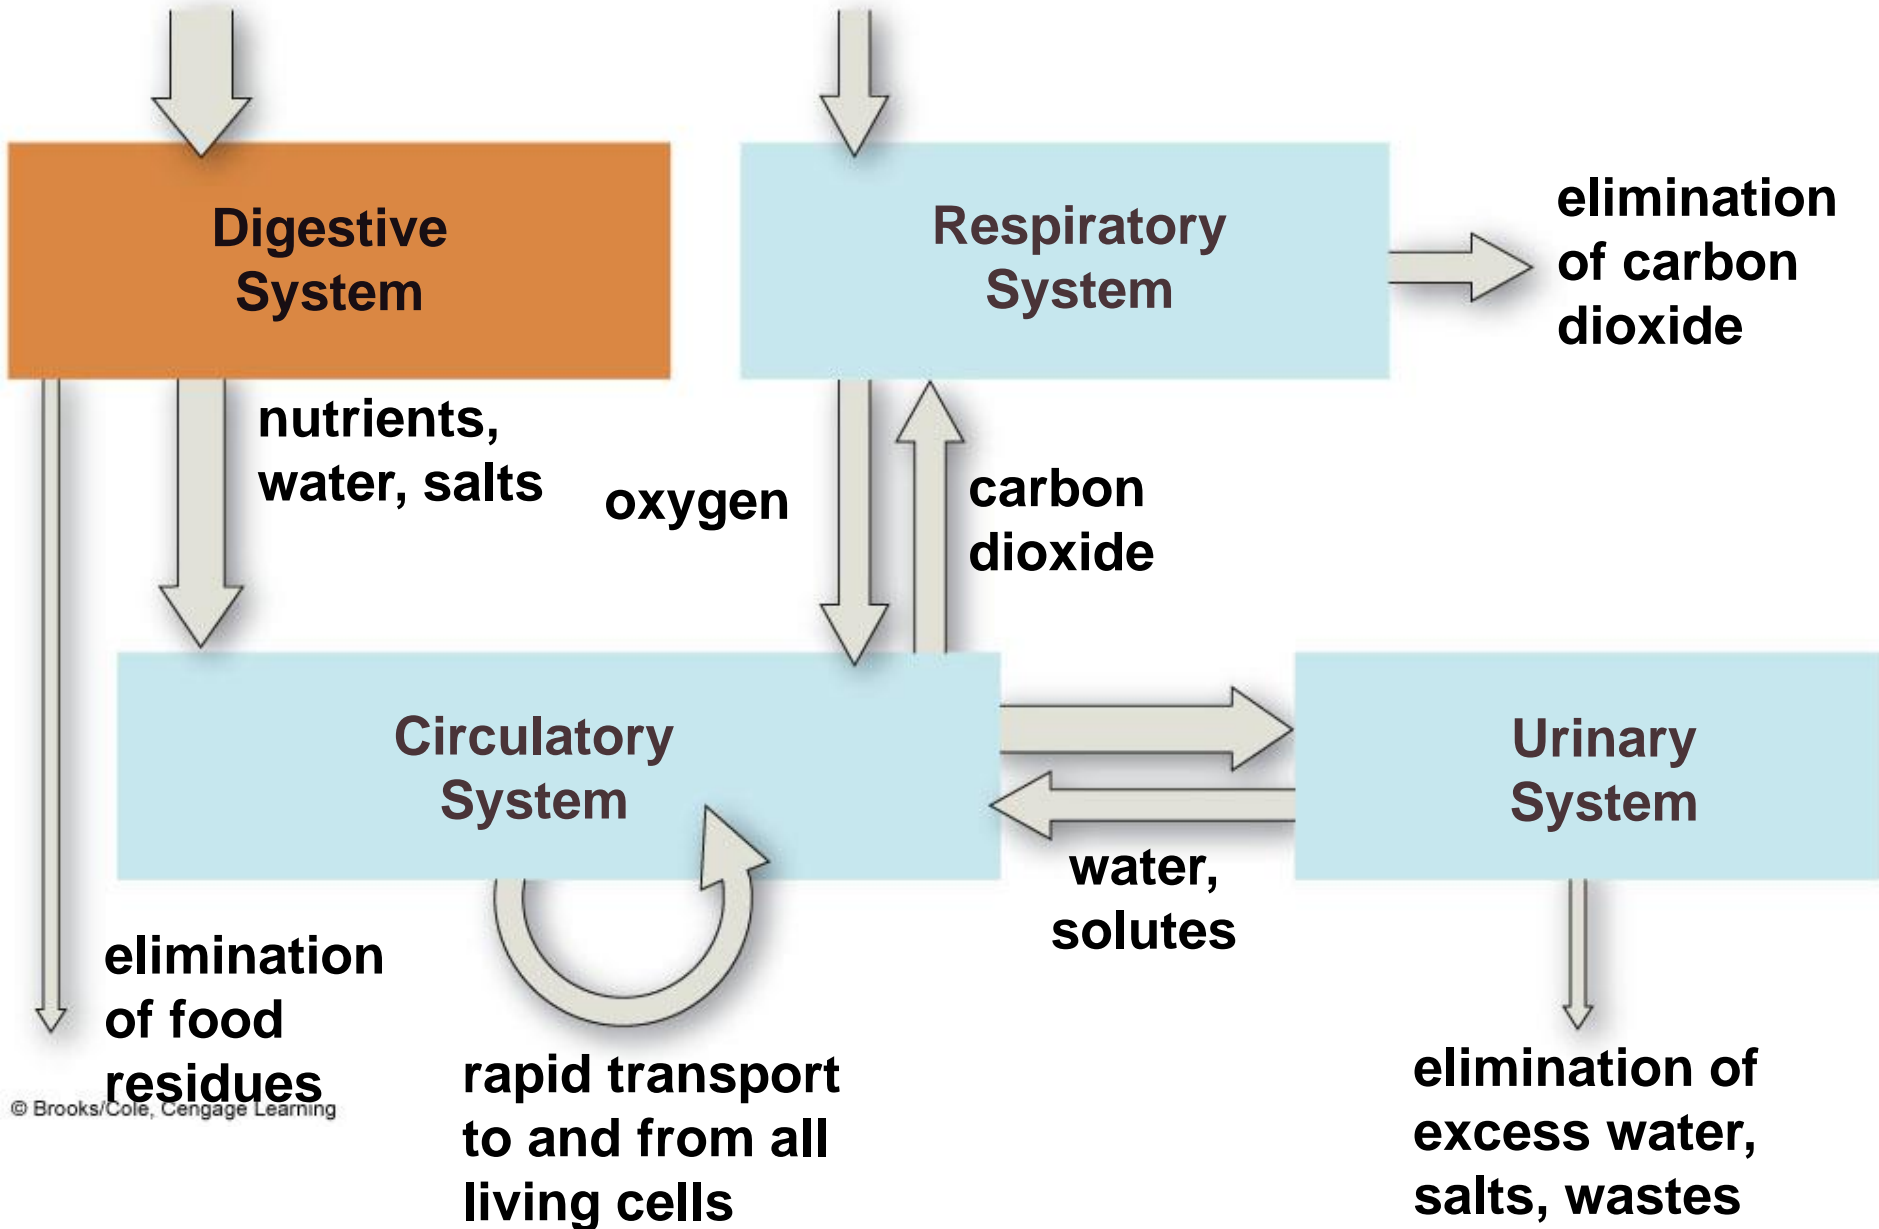 Digestive
System
Respiratory
System
elimination
of carbon
dioxide
nutrients,
water, salts
oxygen
carbon
dioxide
Circulatory
System
Urinary
System
water,
solutes
elimination
of food
residues
© Brooks/Cole, Cengage Learning
rapid transport
to and from all
living cells
elimination of
excess water,
salts, wastes